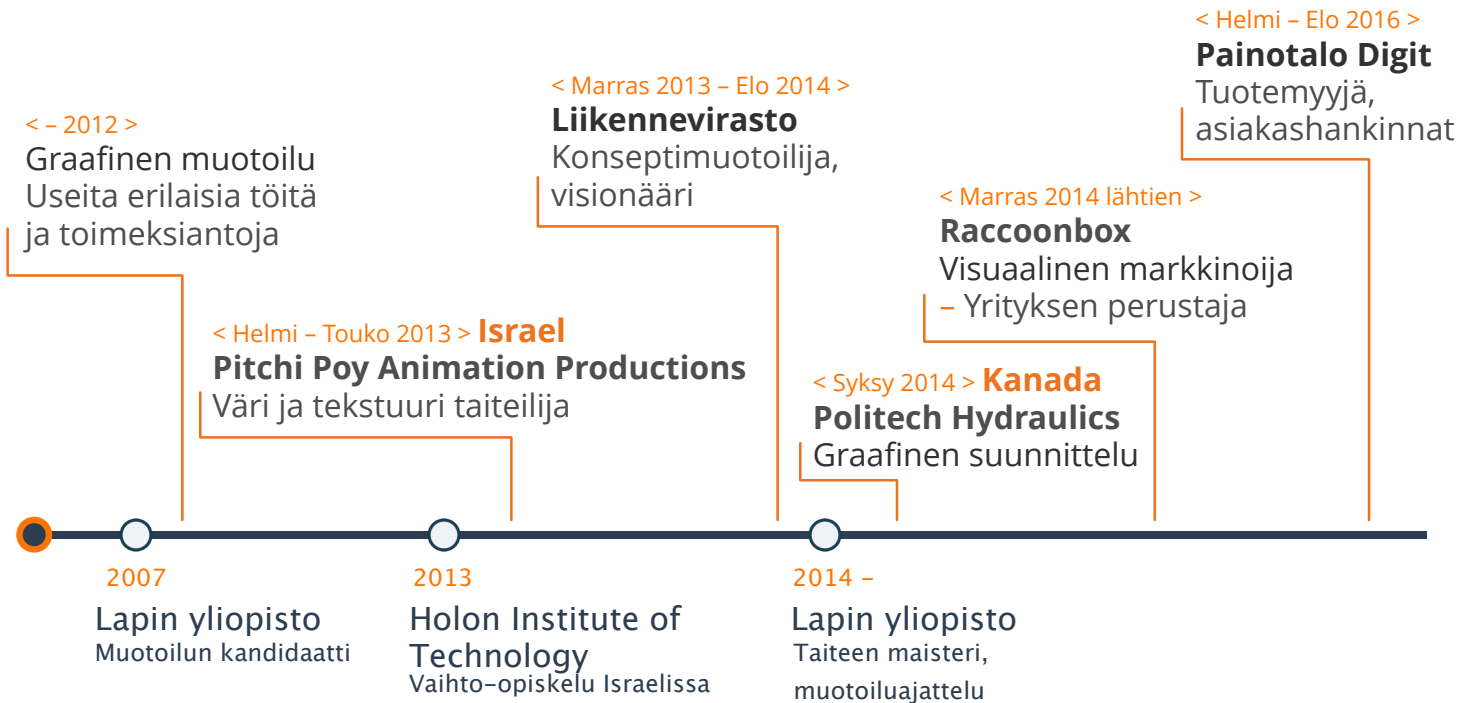 < – 2012 >
Graafinen muotoilu
Useita erilaisia töitä
ja toimeksiantoja
< Helmi – Touko 2013 > Israel
Pitchi Poy Animation Productions
Väri ja tekstuuri taiteilija
< Marras 2013 – Elo 2014 >
Liikennevirasto
Konseptimuotoilija,
visionääri
< Syksy 2014 > Kanada
Politech Hydraulics
Graafinen suunnittelu
< Marras 2014 lähtien >
Raccoonbox
Visuaalinen markkinoija
– Yrityksen perustaja
< Helmi – Elo 2016 >
Painotalo Digit
Tuotemyyjä,
asiakashankinnat
2007
Lapin yliopisto
Muotoilun kandidaatti
2013
Holon Institute of
Technology
Vaihto-opiskelu Israelissa
2014 –
Lapin yliopisto
Taiteen maisteri,
muotoiluajattelu